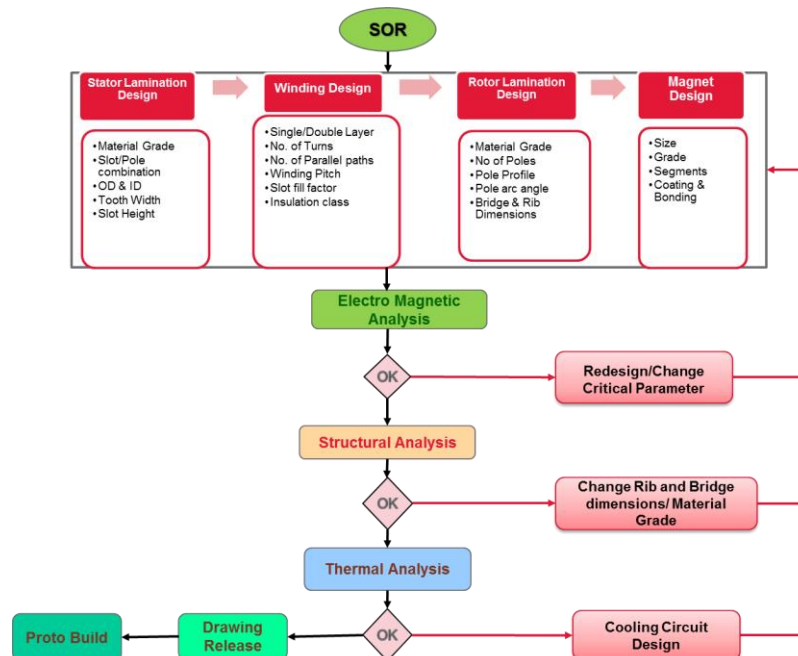 SOR
Stator Lamination
Design
Winding Design
Rotor Lamination
Design
Magnet
Design
•Material Grade
•Slot/Pole
combination
•OD & ID
•Tooth Width
•Slot Height
•Single/Double Layer
•No. of Turns
•No. of Parallel paths
•Winding Pitch
•Slot fill factor
•Insulation class
•Material Grade
•No of Poles
•Pole Profile
•Pole arc angle
•Bridge & Rib
Dimensions
•Size
•Grade
•Segments
•Coating &
Bonding
Electro Magnetic
Analysis
OK
Redesign/Change
Critical Parameter
Structural Analysis
OK
Change Rib and Bridge
dimensions/ Material
Grade
Thermal Analysis
Proto Build
Drawing
Release
OK
Cooling Circuit
Design